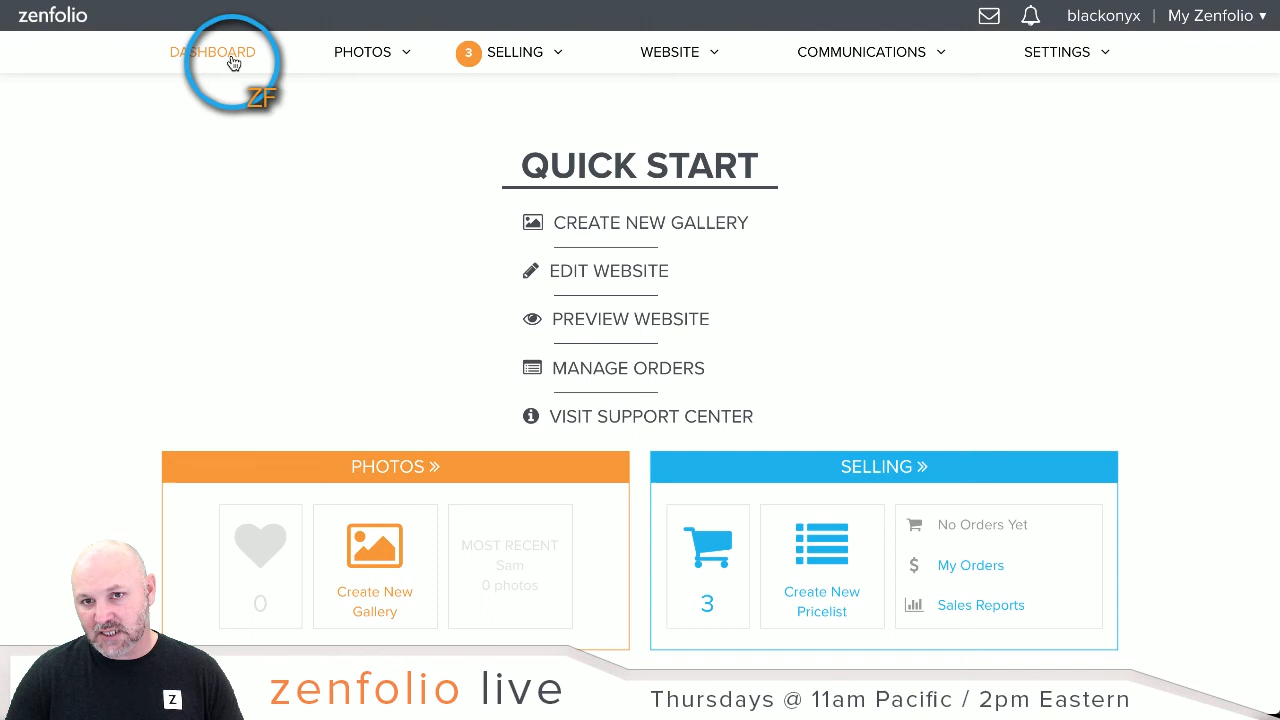 zenfolio
blackonyx | My Zenfolio ▾
DASHBOARD
PHOTOS
3 SELLING
WEBSITE
COMMUNICATIONS
SETTINGS
ZF
QUICK START
CREATE NEW GALLERY
EDIT WEBSITE
PREVIEW WEBSITE
MANAGE ORDERS
VISIT SUPPORT CENTER
PHOTOS »
0
Create New
Gallery
MOST RECENT
Sam
0 photos
SELLING »
3
Create New
Pricelist
No Orders Yet
$ My Orders
Sales Reports
Z
zenfolio live
Thursdays @ 11am Pacific / 2pm Eastern